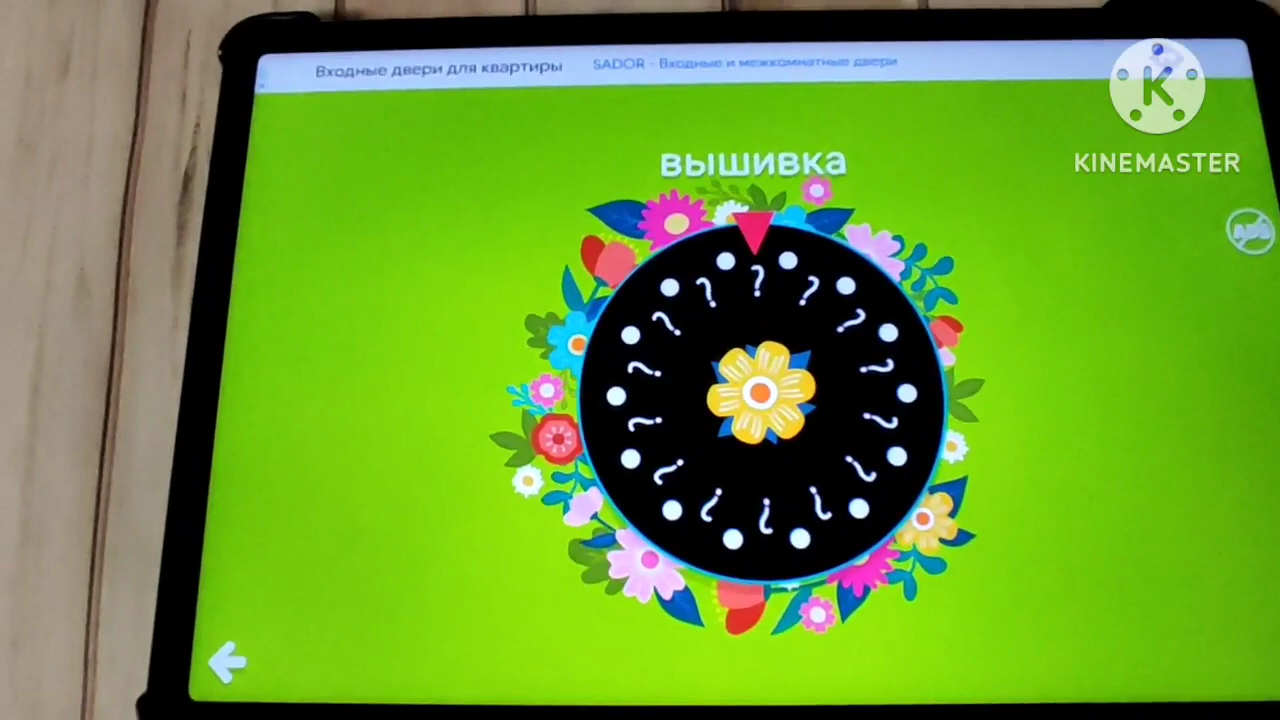 Входные двери для квартиры
SADOR - Входные и межкомнатные двери
KINEMASTER
вышивка
? ? ? ? ? ? ? ? ? ? ? ? ? ?